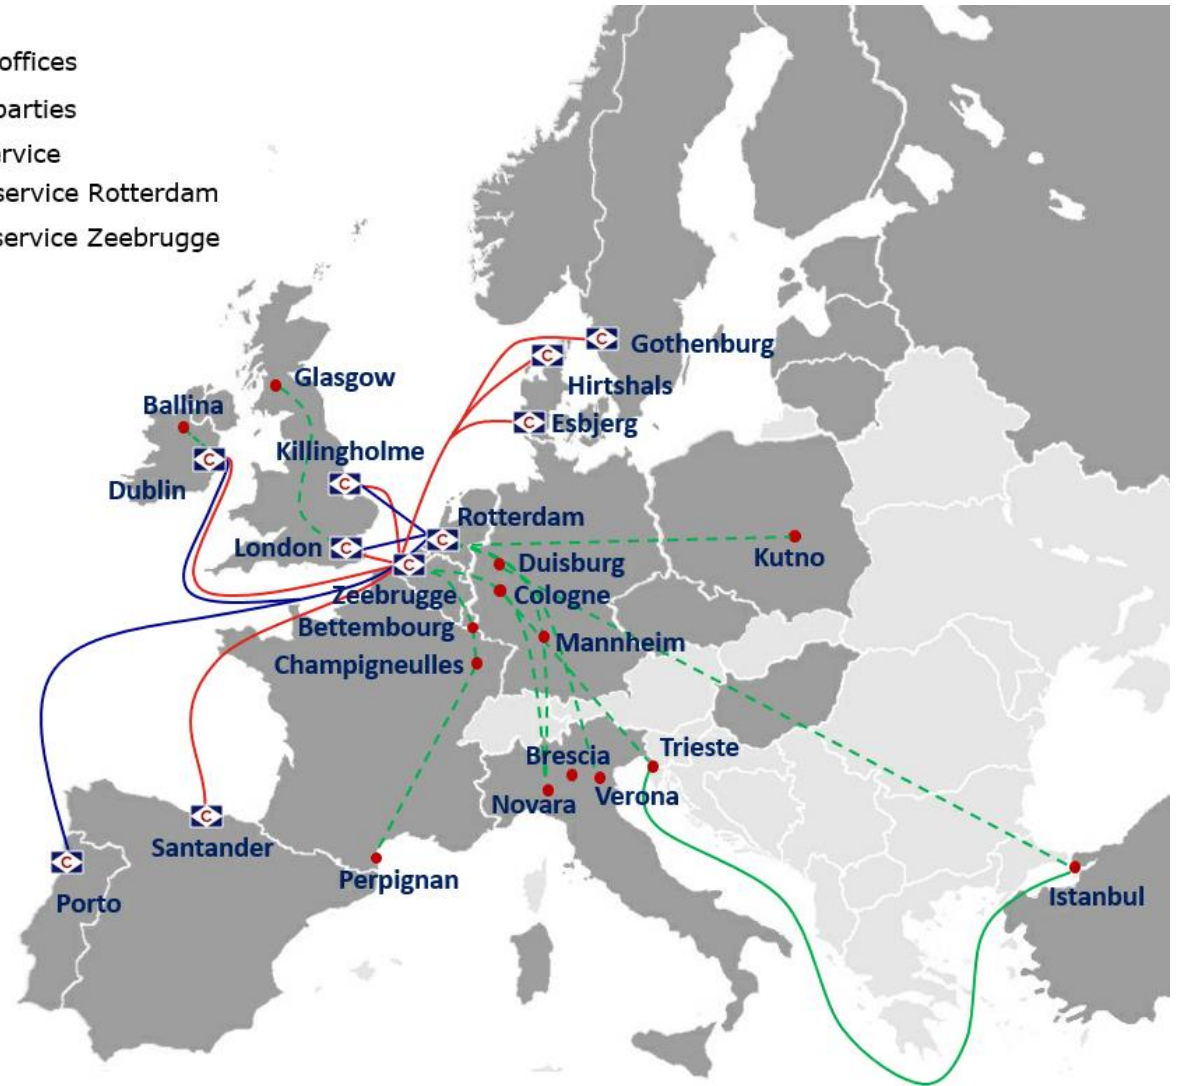 offices
parties
ervice
service Rotterdam
service Zeebrugge
Gothenburg
Glasgow
Hirtshals
Ballina
Esbjerg
Killingholme
Dublin
Rotterdam
London
Kutno
Duisburg
Zeebrugge
Cologne
Bettembourg
Mannheim
Champigneulles
Trieste
Brescia
Novara
Verona
Santander
Perpignan
Istanbul
Porto
C
C
C
C
C
C
C
C
C
C